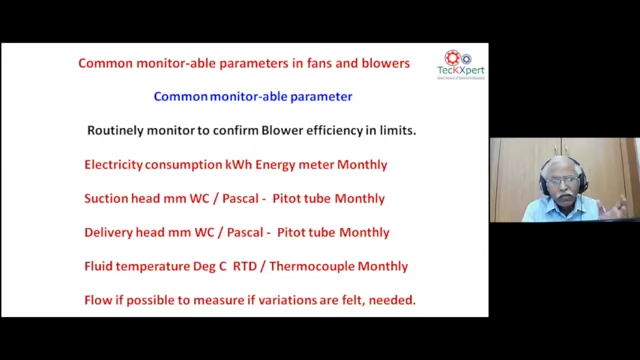 Common monitor-able parameters in fans and blowers
TecKXpert
Common monitor-able parameter
Routinely monitor to confirm Blower efficiency in limits.
Electricity consumption kWh Energy meter Monthly
Suction head mm WC / Pascal - Pitot tube Monthly
Delivery head mm WC / Pascal - Pitot tube Monthly
Fluid temperature Deg C RTD / Thermocouple Monthly
Flow if possible to measure if variations are felt, needed.